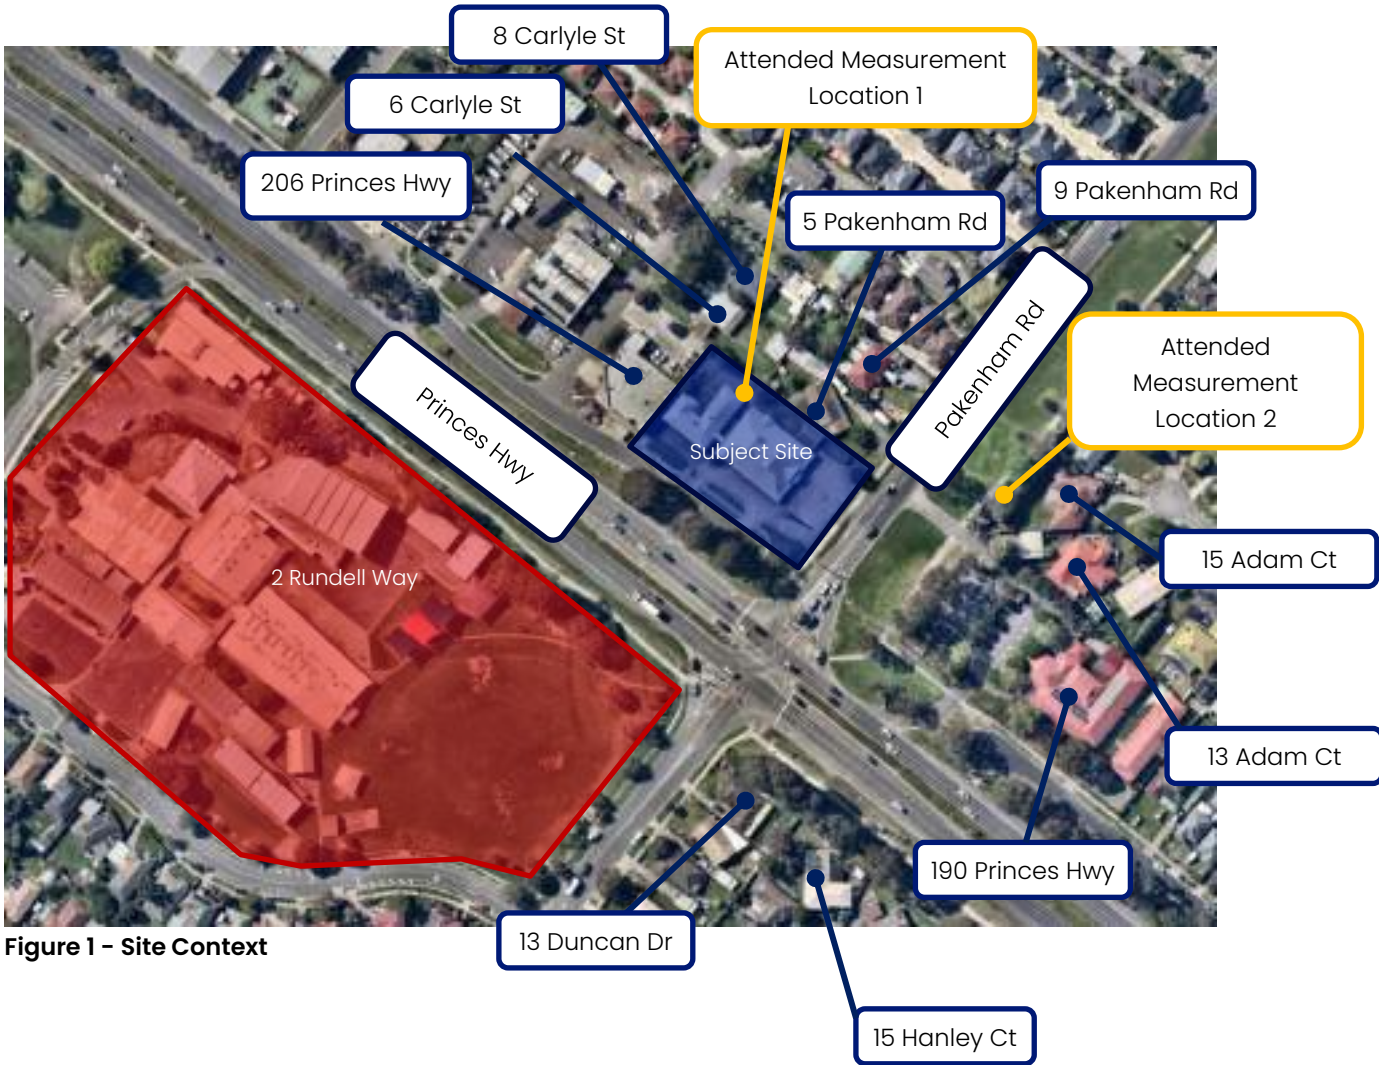 8 Carlyle St
Attended Measurement
Location 1
6 Carlyle St
206 Princes Hwy
9 Pakenham Rd
5 Pakenham Rd
Pakenham Rd
Attended
Measurement
Location 2
Princes Hwy
Subject Site
15 Adam Ct
2 Rundell Way
13 Adam Ct
190 Princes Hwy
13 Duncan Dr
Figure 1 - Site Context
15 Hanley Ct